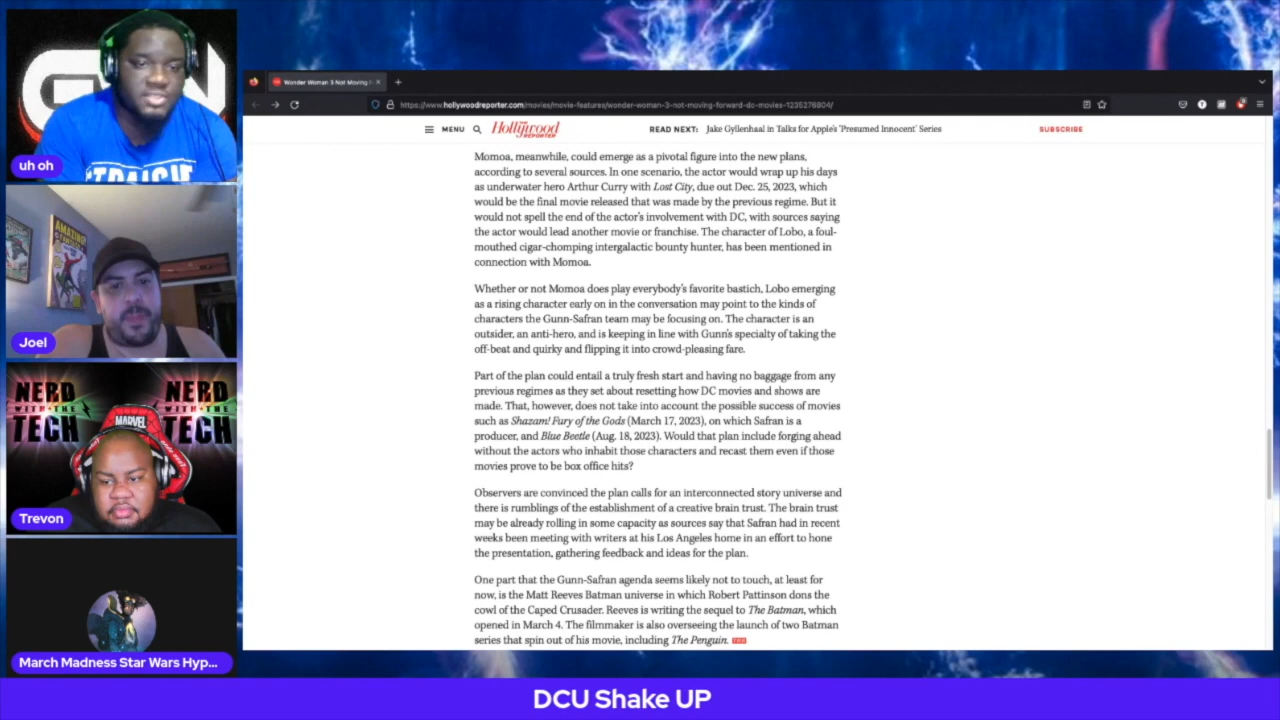 GVN
STRAIGH
uh oh
AMAZING
Joel
NERD
WITH THE
TECH
NERD
WITH THE
TECH
MARVEL
Trevon
March Madness Star Wars Hyp...
Wonder Woman 3 Not Moving F
https://www.hollywoodreporter.com/movies/movie-features/wonder-woman-3-not-moving-forward-dc-movies-1235276804/
MENU
Hollywood
REPORTER
READ NEXT: Jake Gyllenhaal in Talks for Apple's 'Presumed Innocent' Series
SUBSCRIBE
Momoa, meanwhile, could emerge as a pivotal figure into the new plans,
according to several sources. In one scenario, the actor would wrap up his days
as underwater hero Arthur Curry with Lost City, due out Dec. 25, 2023, which
would be the final movie released that was made by the previous regime. But it
would not spell the end of the actor's involvement with DC, with sources saying
the actor would lead another movie or franchise. The character of Lobo, a foul-
mouthed cigar-chomping intergalactic bounty hunter, has been mentioned in
connection with Momoa.
Whether or not Momoa does play everybody's favorite bastich, Lobo emerging
as a rising character early on in the conversation may point to the kinds of
characters the Gunn-Safran team may be focusing on. The character is an
outsider, an anti-hero, and is keeping in line with Gunn's specialty of taking the
off-beat and quirky and flipping it into crowd-pleasing fare.
Part of the plan could entail a truly fresh start and having no baggage from any
previous regimes as they set about resetting how DC movies and shows are
made. That, however, does not take into account the possible success of movies
such as Shazam! Fury of the Gods (March 17, 2023), on which Safran is a
producer, and Blue Beetle (Aug. 18, 2023). Would that plan include forging ahead
without the actors who inhabit those characters and recast them even if those
movies prove to be box office hits?
Observers are convinced the plan calls for an interconnected story universe and
there is rumblings of the establishment of a creative brain trust. The brain trust
may be already rolling in some capacity as sources say that Safran had in recent
weeks been meeting with writers at his Los Angeles home in an effort to hone
the presentation, gathering feedback and ideas for the plan.
One part that the Gunn-Safran agenda seems likely not to touch, at least for
now, is the Matt Reeves Batman universe in which Robert Pattinson dons the
cowl of the Caped Crusader. Reeves is writing the sequel to The Batman, which
opened in March 4. The filmmaker is also overseeing the launch of two Batman
series that spin out of his movie, including The Penguin. THR
DCU Shake UP